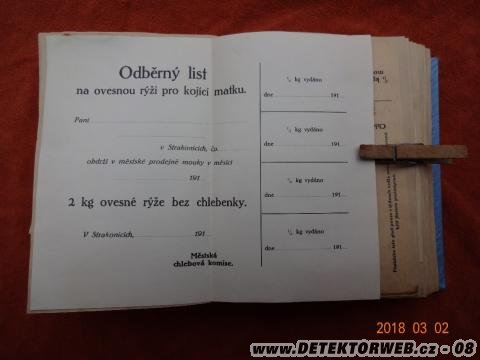 Odběrný list
na ovesnou rýži pro kojící matku.
Paní
v Strakonicích, čp.
obdrží v městské prodejně mouky v měsíci
191
2 kg ovesné rýže bez chlebenky.
V Strakonicích, 191
Městská
chlebová komise.
½ kg vydáno
dne 191
½ kg vydáno
dne 191
½ kg vydáno
dne 191
½ kg vydáno
dne 191
2018 03 02
www.DETEKTORWEB.cz - 08